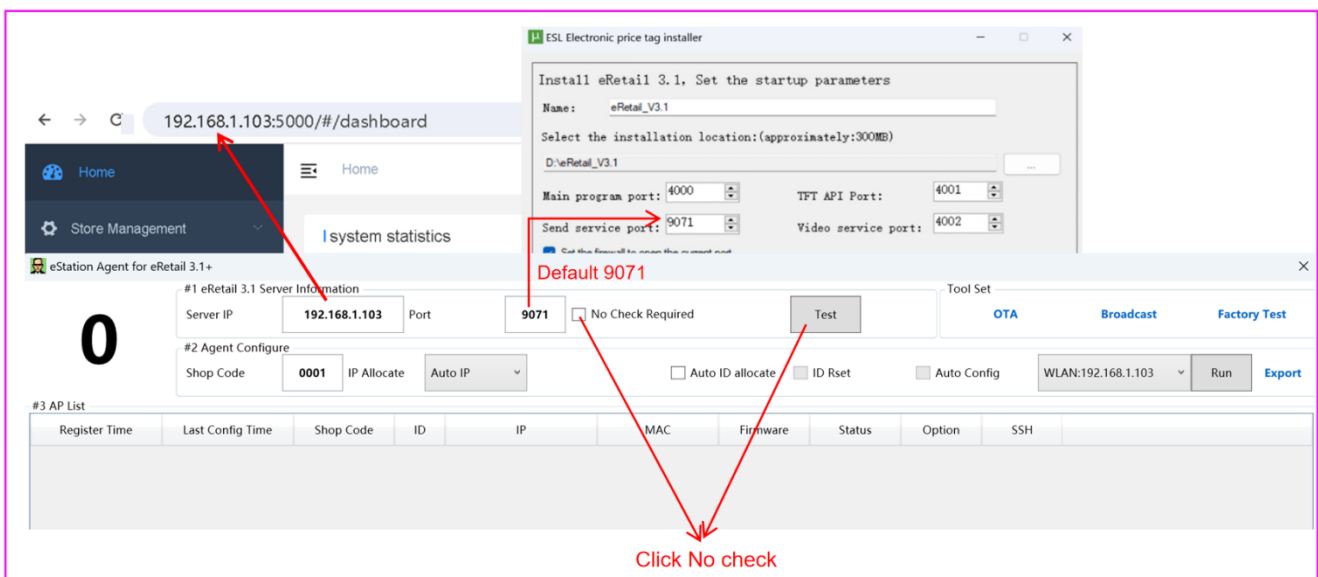 ESL Electronic price tag installer
Install eRetail 3.1, Set the startup parameters
Name: eRetail_V3.1
Select the installation location:(approximately:300MB)
D:\eRetail_V3.1 ...
Main program port: 4000 TFT API Port: 4001
Send service port: 9071 Video service port: 4002
Set the firewall to open the current port
192.168.1.103:5000/#/dashboard
Home Home
Store Management
system statistics
Default 9071
eStation Agent for eRetail 3.1+
0
#1 eRetail 3.1 Server Information Tool Set
Server IP 192.168.1.103 Port 9071 No Check Required Test OTA Broadcast Factory Test
#2 Agent Configure
Shop Code 0001 IP Allocate Auto IP Auto ID allocate ID Rset Auto Config WLAN:192.168.1.103 Run Export
#3 AP List
Register Time Last Config Time Shop Code ID IP MAC Firmware Status Option SSH
Click No check